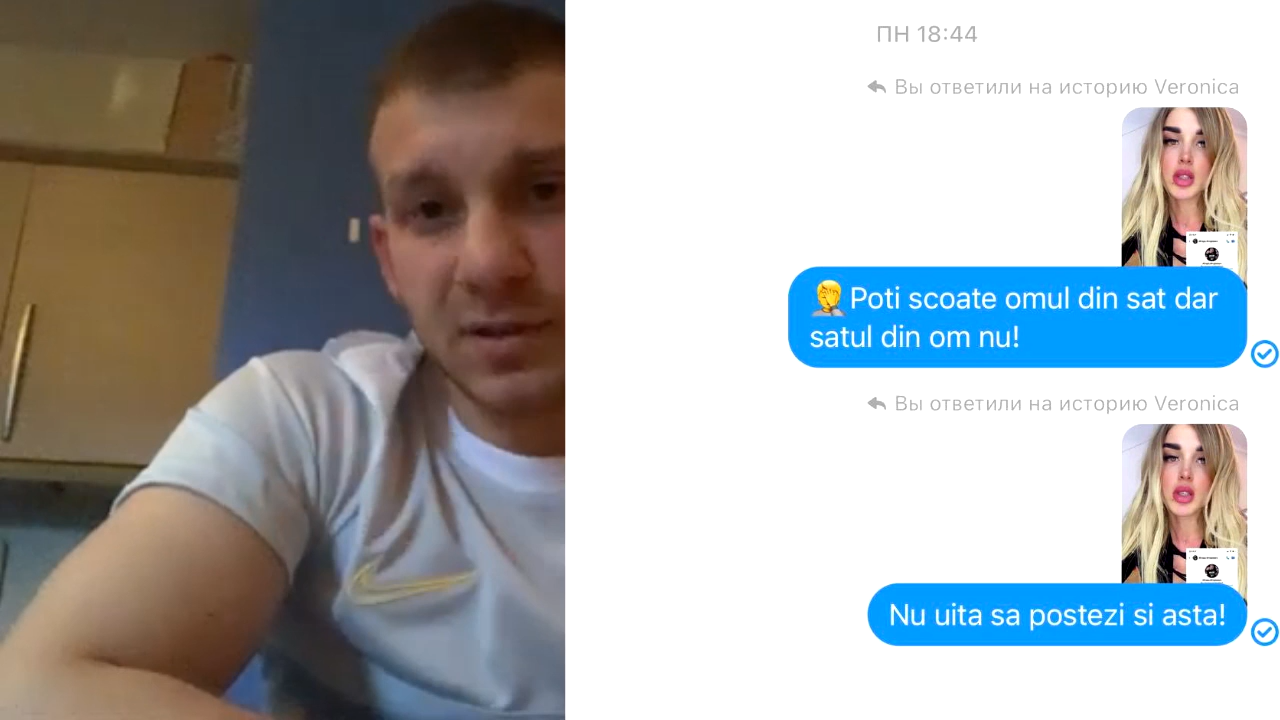 ПН 18:44
Вы ответили на историю Veronica
🤦Poti scoate omul din sat dar
satul din om nu!
Вы ответили на историю Veronica
Nu uita sa postezi si asta!